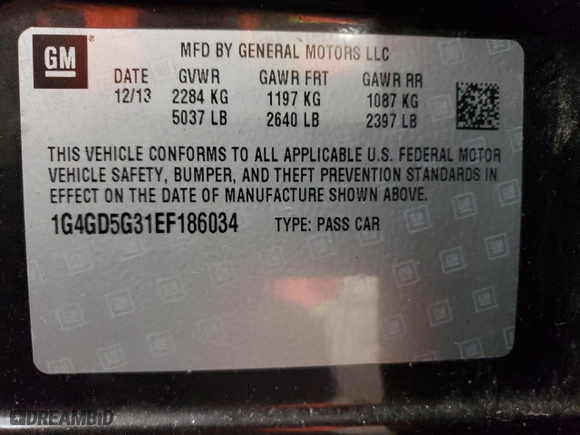 GM
MFD BY GENERAL MOTORS LLC
DATE GVWR GAWR FRT GAWR RR
12/13 2284 KG 1197 KG 1087 KG
5037 LB 2640 LB 2397 LB
THIS VEHICLE CONFORMS TO ALL APPLICABLE U.S. FEDERAL MOTOR
VEHICLE SAFETY, BUMPER, AND THEFT PREVENTION STANDARDS IN
EFFECT ON THE DATE OF MANUFACTURE SHOWN ABOVE.
1G4GD5G31EF186034 TYPE: PASS CAR
DREAMBID